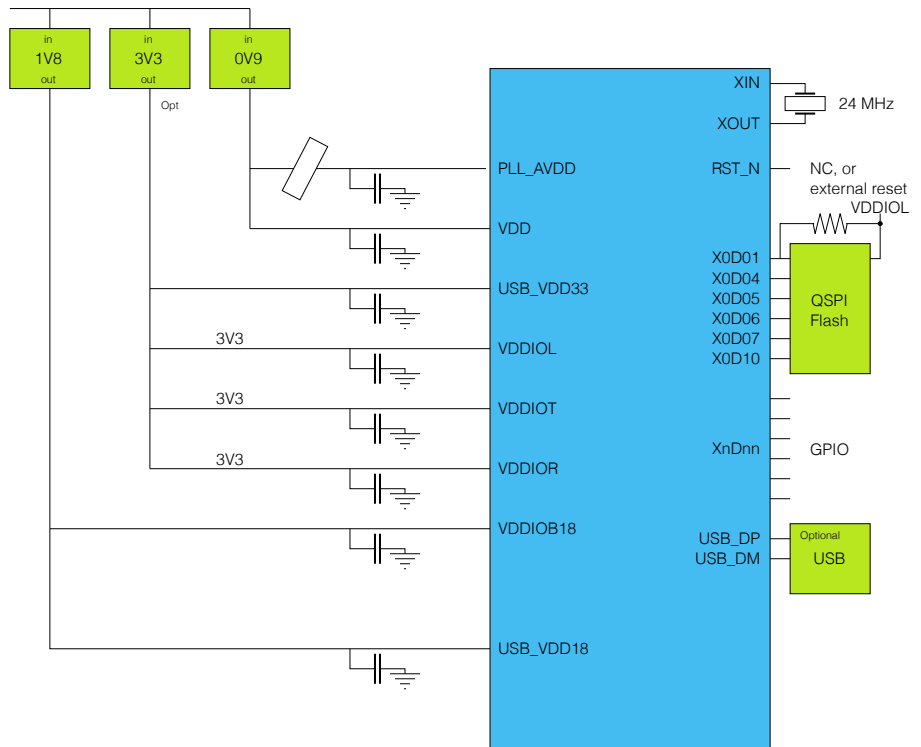 in
1V8
out
in
3V3
out
in
0V9
out
Opt
PLL_AVDD
VDD
USB_VDD33
3V3
VDDIOL
3V3
VDDIOT
3V3
VDDIOR
VDDIOB18
USB_VDD18
XIN
XOUT
24 MHz
RST_N
NC, or
external reset
VDDIOL
X0D01
X0D04
X0D05
X0D06
X0D07
X0D10
QSPI
Flash
XnDnn
GPIO
USB_DP
USB_DM
Optional
USB